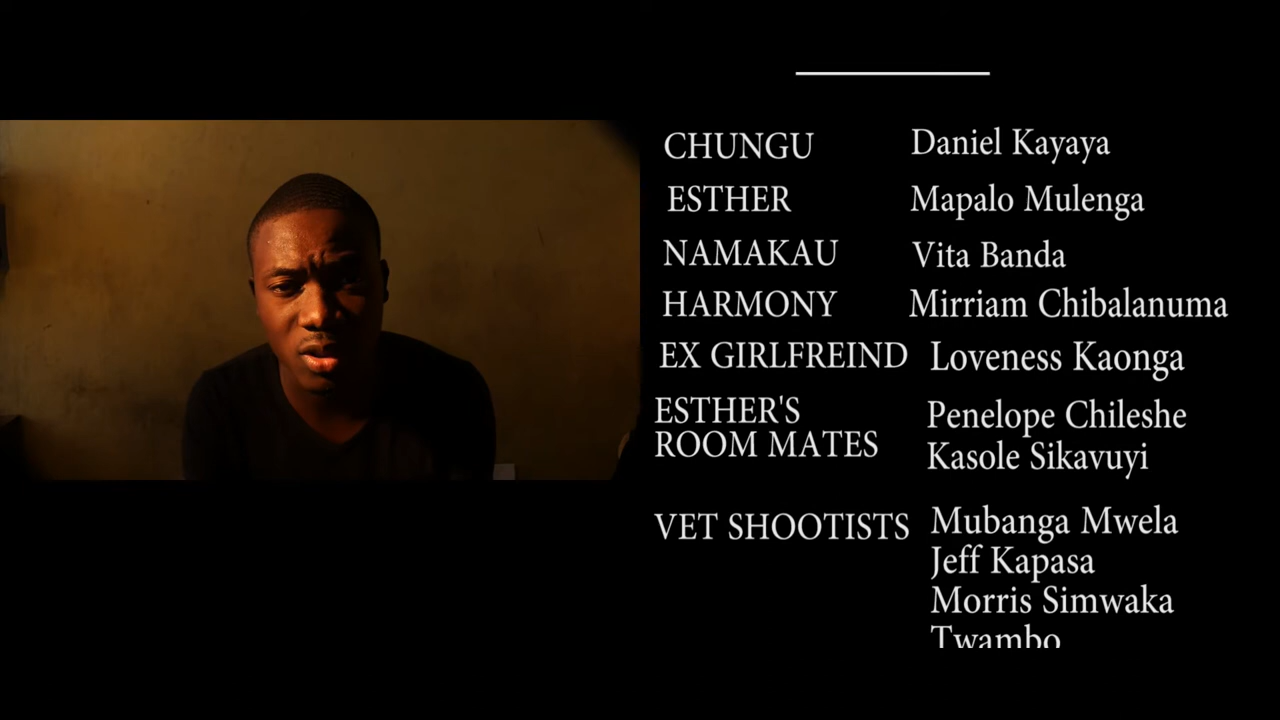 CHUNGU Daniel Kayaya
ESTHER Mapalo Mulenga
NAMAKAU Vita Banda
HARMONY Mirriam Chibalanuma
EX GIRLFREIND Loveness Kaonga
ESTHER'S
ROOM MATES
Penelope Chileshe
Kasole Sikavuyi
VET SHOOTISTS Mubanga Mwela
Jeff Kapasa
Morris Simwaka
Twambo